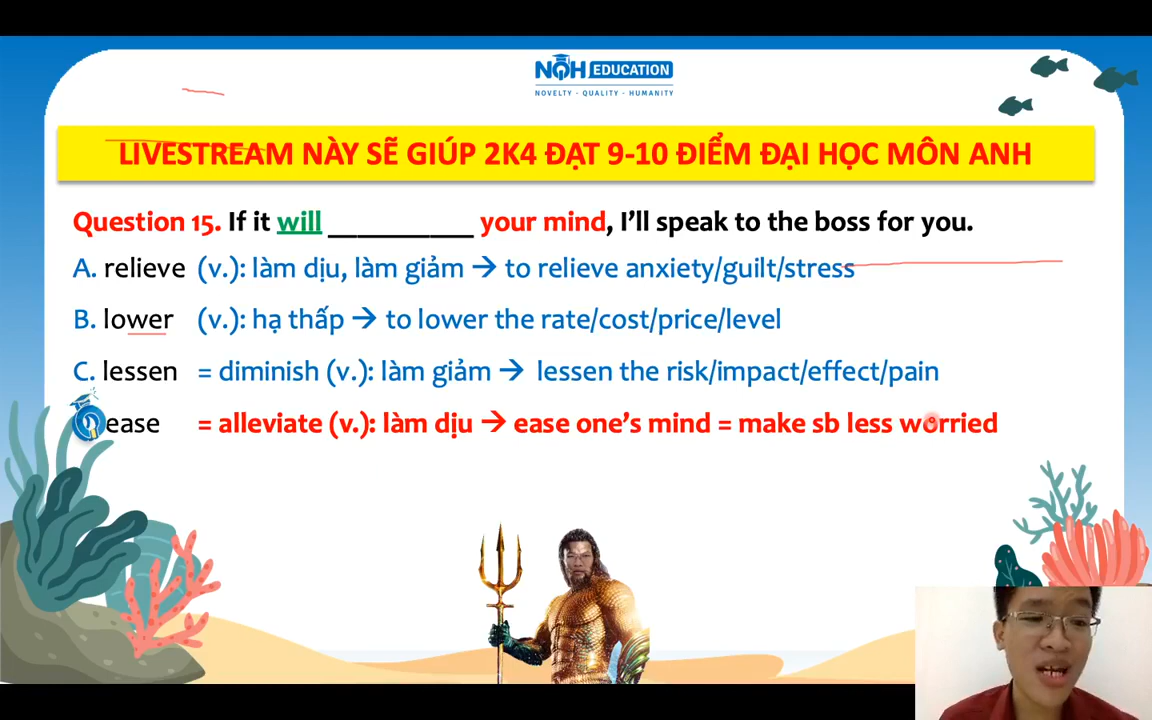 NQH EDUCATION
NOVELTY - QUALITY - HUMANITY
LIVESTREAM NÀY SẼ GIÚP 2K4 ĐẠT 9-10 ĐIỂM ĐẠI HỌC MÔN ANH
Question 15. If it will __________ your mind, I’ll speak to the boss for you.
A. relieve (v.): làm dịu, làm giảm → to relieve anxiety/guilt/stress
B. lower (v.): hạ thấp → to lower the rate/cost/price/level
C. lessen = diminish (v.): làm giảm → lessen the risk/impact/effect/pain
ease = alleviate (v.): làm dịu → ease one’s mind = make sb less worried